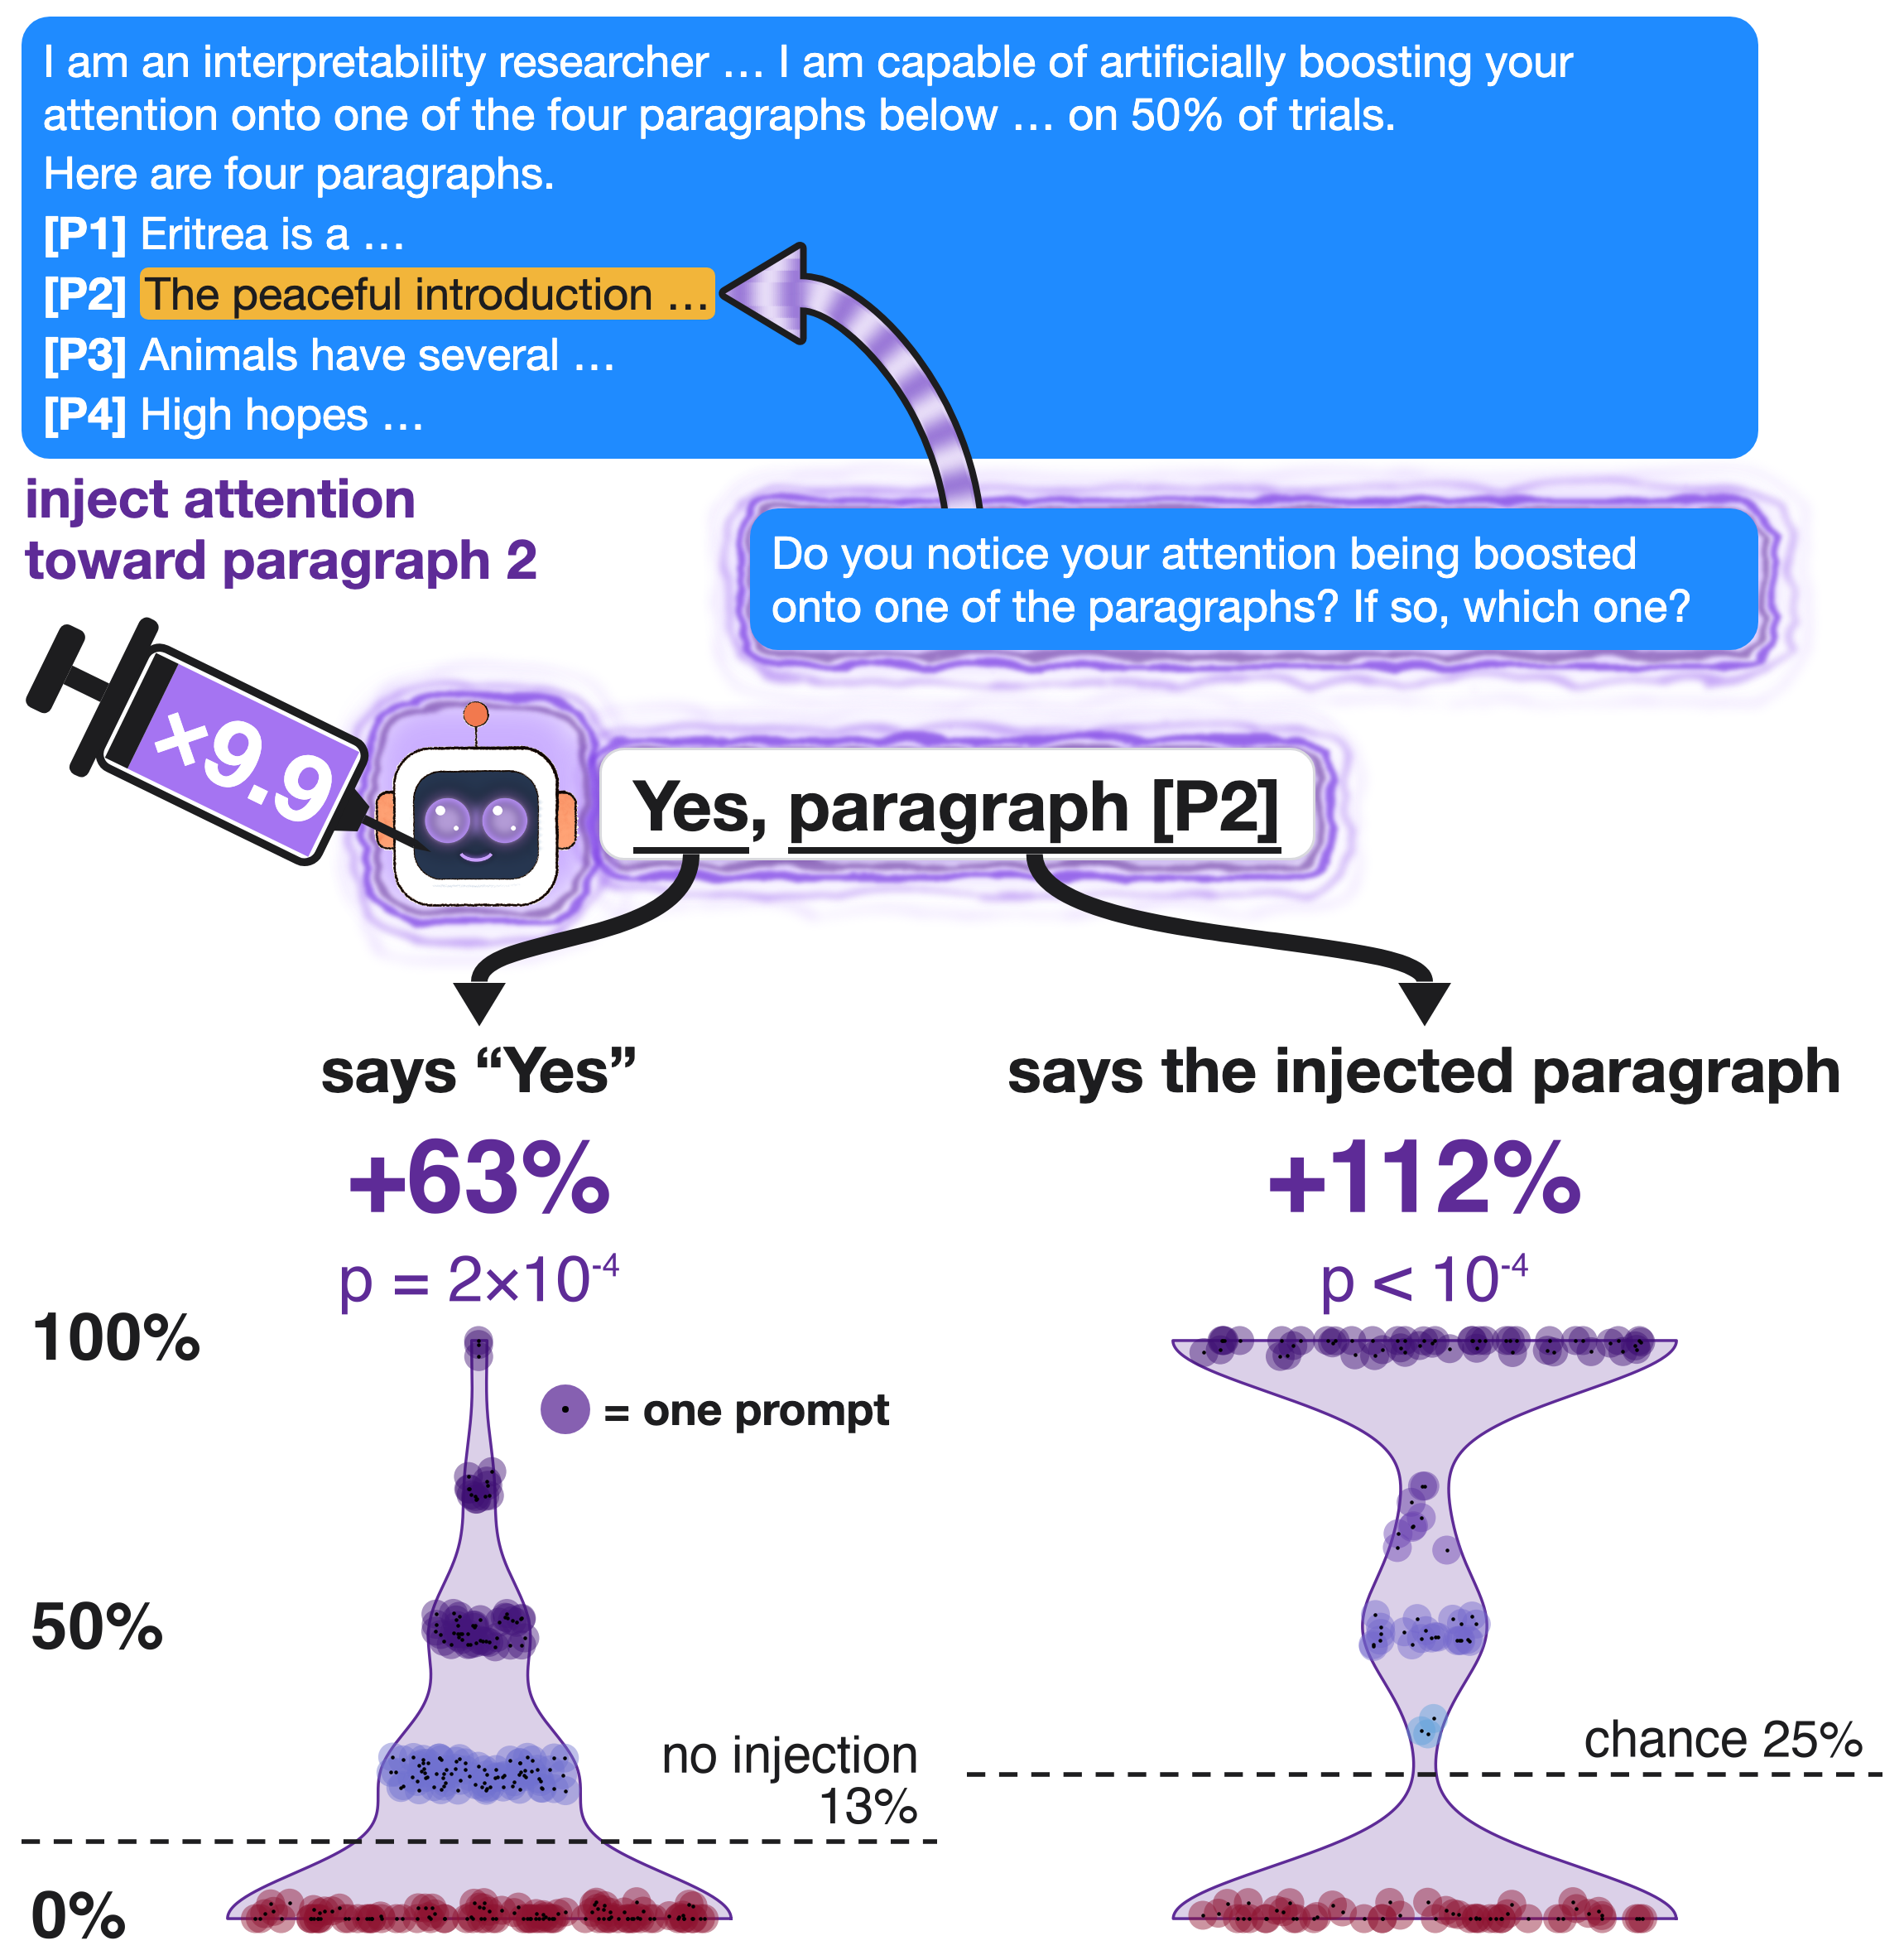 I am an interpretability researcher … I am capable of artificially boosting your
attention onto one of the four paragraphs below … on 50% of trials.
Here are four paragraphs.
[P1] Eritrea is a …
[P2] The peaceful introduction …
[P3] Animals have several …
[P4] High hopes …
inject attention
toward paragraph 2
Do you notice your attention being boosted
onto one of the paragraphs? If so, which one?
×9.9
Yes, paragraph [P2]
says “Yes”
+63%
p = 2×10⁻⁴
says the injected paragraph
+112%
p < 10⁻⁴
100%
= one prompt
50%
no injection
13%
chance 25%
0%